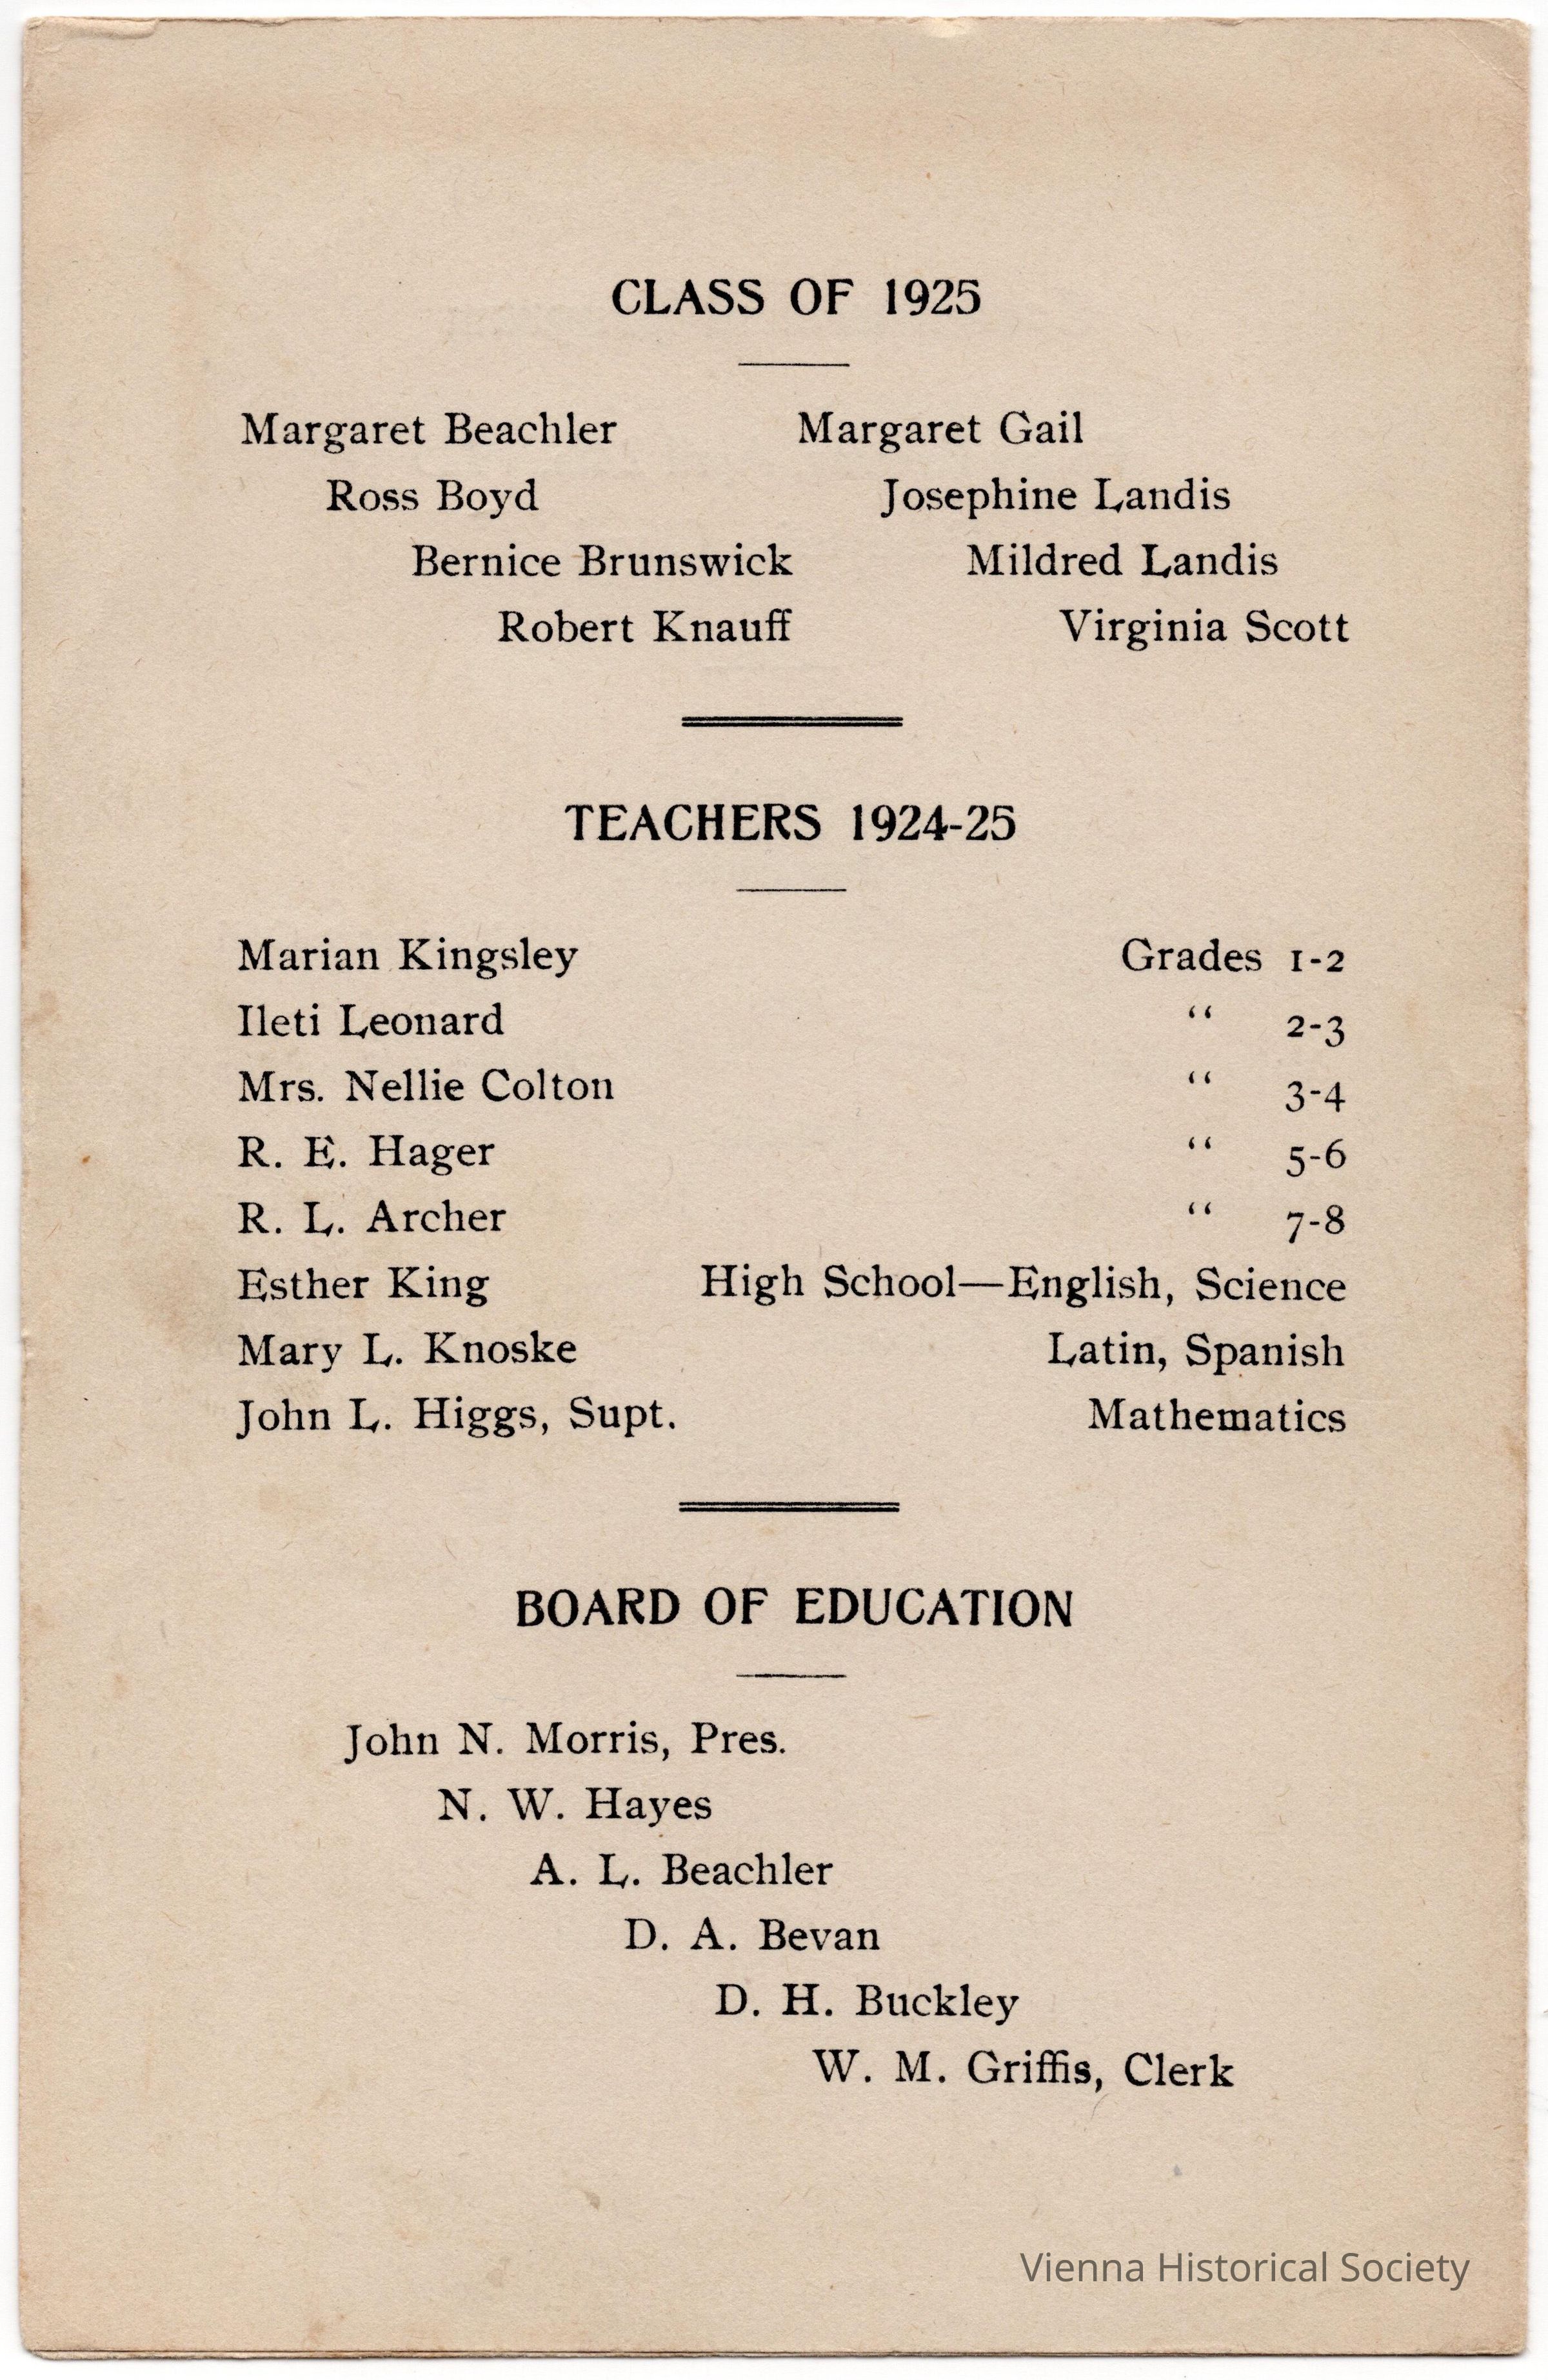 CLASS OF 1925
Margaret Beachler Margaret Gail
Ross Boyd Josephine Landis
Bernice Brunswick Mildred Landis
Robert Knauff Virginia Scott
TEACHERS 1924-25
Marian Kingsley Grades 1-2
Ileti Leonard “ 2-3
Mrs. Nellie Colton “ 3-4
R. E. Hager “ 5-6
R. L. Archer “ 7-8
Esther King High School—English, Science
Mary L. Knoske Latin, Spanish
John L. Higgs, Supt. Mathematics
BOARD OF EDUCATION
John N. Morris, Pres.
N. W. Hayes
A. L. Beachler
D. A. Bevan
D. H. Buckley
W. M. Griffis, Clerk
Vienna Historical Society